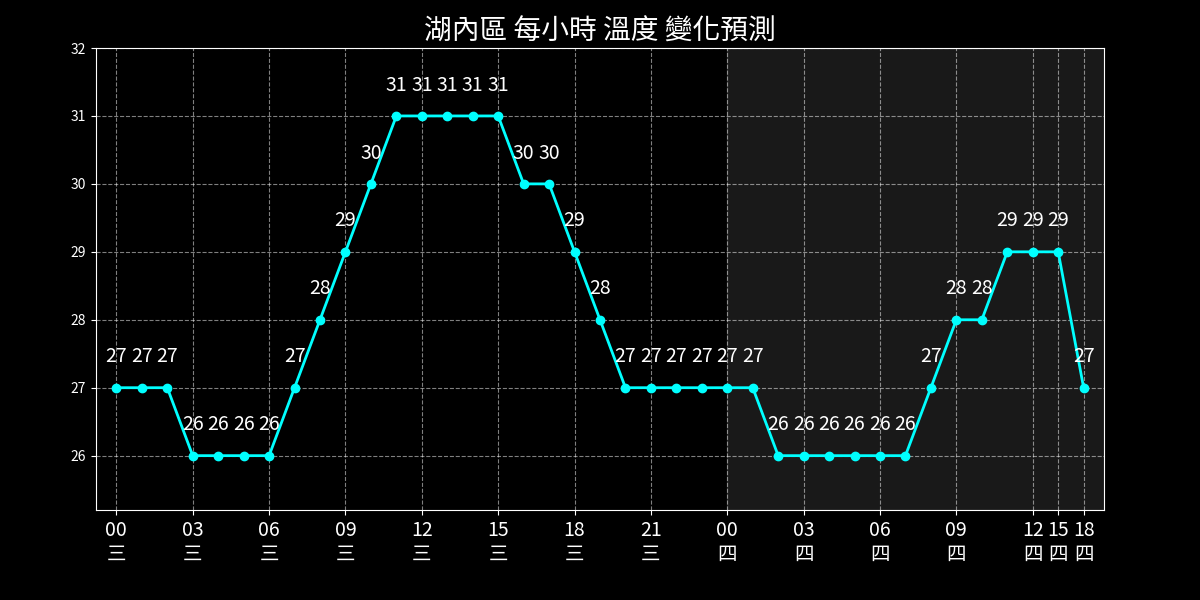 湖內區 每小時 溫度 變化預測
32
31
30
29
28
27
26
31 31 31 31 31
30 30 30
29 29 29 29 29
28 28 28 28
27 27 27 27 27 27 27 27 27 27 27 27
26 26 26 26 26 26 26 26 26 26
00 03 06 09 12 15 18 21 00 03 06 09 12 15 18
三 三 三 三 三 三 三 三 四 四 四 四 四 四 四